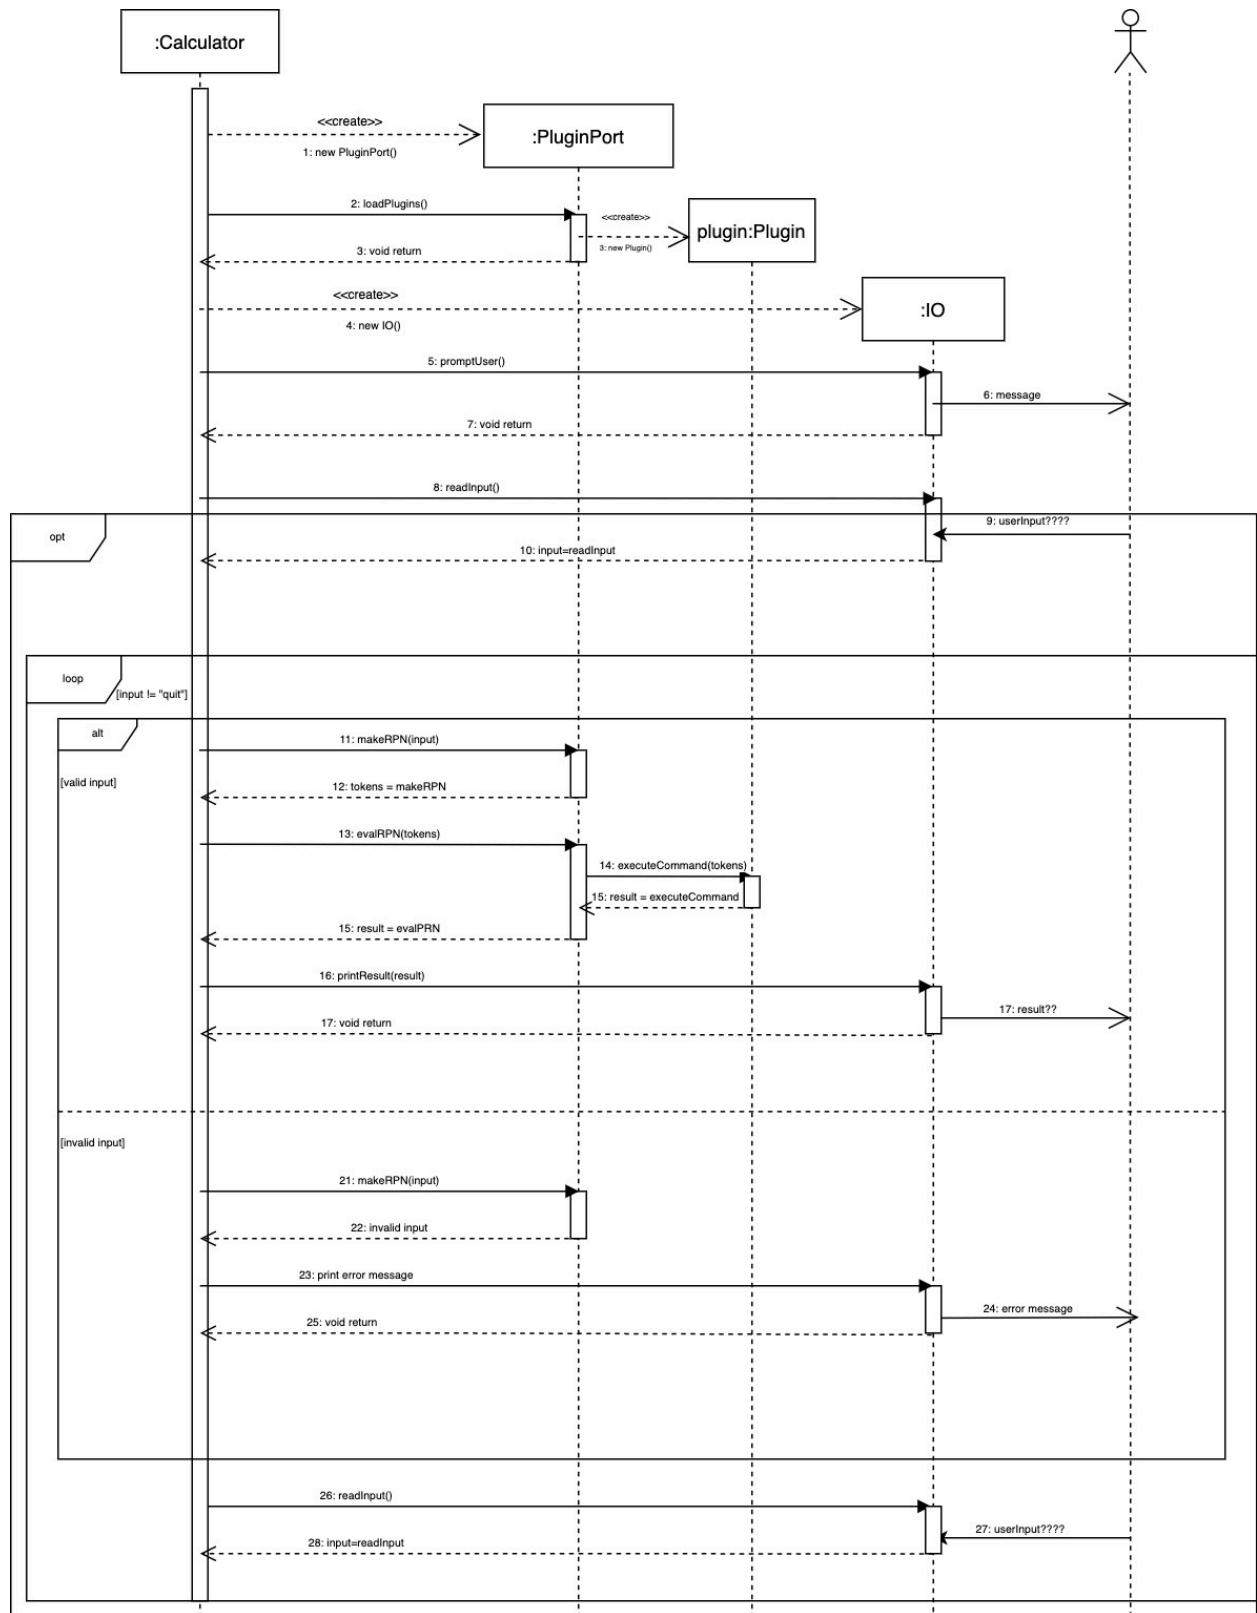 :Calculator
<<create>>
1: new PluginPort()
:PluginPort
2: loadPlugins()
<<create>>
3: new Plugin()
plugin:Plugin
3: void return
<<create>>
4: new IO()
:IO
5: promptUser()
6: message
7: void return
8: readInput()
opt
9: userInput????
10: input=readInput
loop
[input != "quit"]
alt
11: makeRPN(input)
[valid input]
12: tokens = makeRPN
13: evalRPN(tokens)
14: executeCommand(tokens)
15: result = executeCommand
15: result = evalPRN
16: printResult(result)
17: result??
17: void return
[invalid input]
21: makeRPN(input)
22: invalid input
23: print error message
24: error message
25: void return
26: readInput()
27: userInput????
28: input=readInput